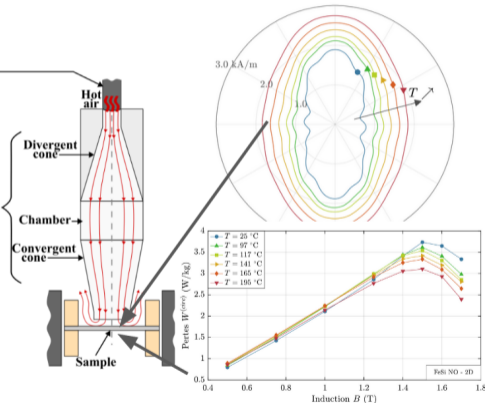 Hot
air
Divergent
cone
Chamber
Convergent
cone
Sample
3.0 kA/m
2.0
1.0
T
Pertes W^(exc) (W/kg)
4
3.5
3
2.5
2
1.5
1
0.5
T = 25 °C
T = 97 °C
T = 117 °C
T = 141 °C
T = 165 °C
T = 195 °C
FeSi NO - 2D
0.4 0.6 0.8 1 1.2 1.4 1.6 1.8
Induction B (T)